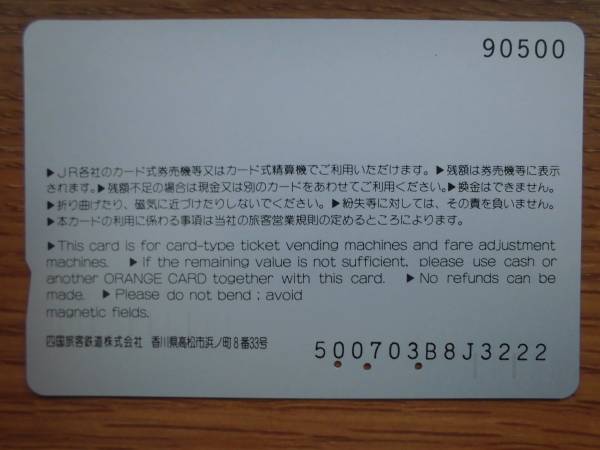 90500
▶JR各社のカード式券売機等又はカード式精算機でご利用いただけます。▶残額は券売機等に表示
されます。▶残額不足の場合は現金又は別のカードをあわせてご利用ください。▶換金はできません。
▶折り曲げたり、磁気に近づけたりしないでください。▶紛失等に対しては、その責を負いません。
▶本カードの利用に係わる事項は当社の旅客営業規則の定めるところによります。
▶This card is for card-type ticket vending machines and fare adjustment
machines. ▶If the remaining value is not sufficient, please use cash or
another ORANGE CARD together with this card. ▶No refunds can be
made. ▶Please do not bend; avoid
magnetic fields.
四国旅客鉄道株式会社 香川県高松市浜ノ町8番33号
500703B8J3222